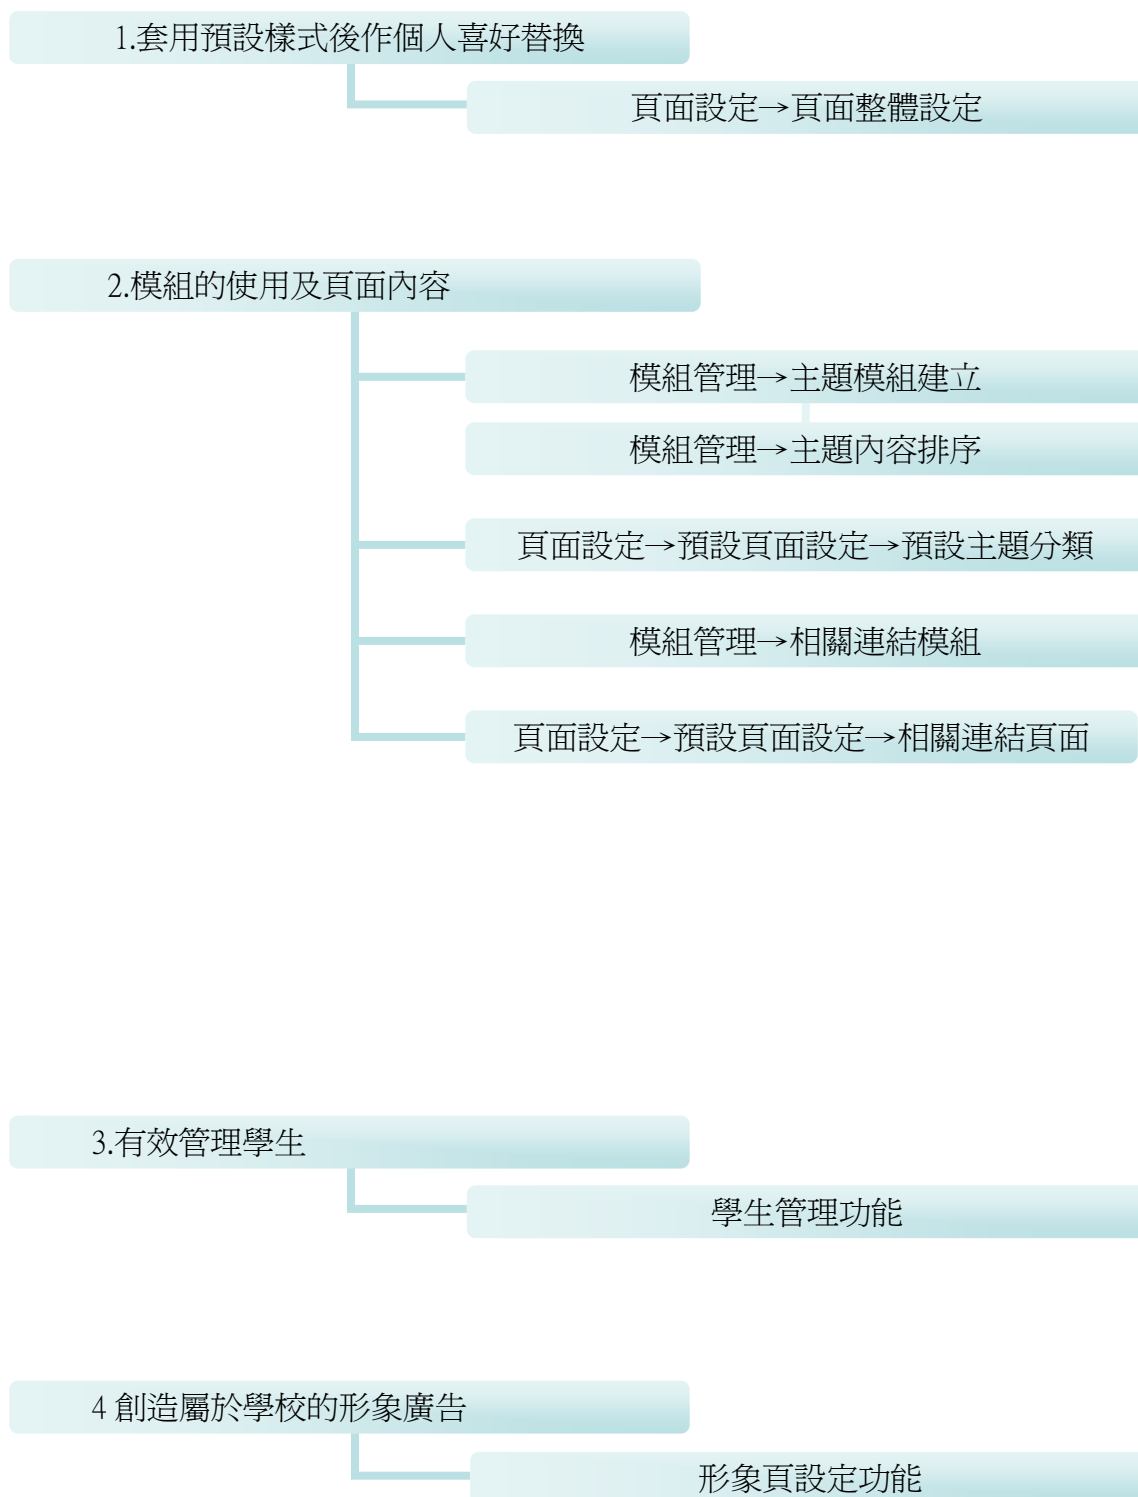 1.套用預設樣式後作個人喜好替換
頁面設定→頁面整體設定
2.模組的使用及頁面內容
模組管理→主題模組建立
模組管理→主題內容排序
頁面設定→預設頁面設定→預設主題分類
模組管理→相關連結模組
頁面設定→預設頁面設定→相關連結頁面
3.有效管理學生
學生管理功能
4 創造屬於學校的形象廣告
形象頁設定功能